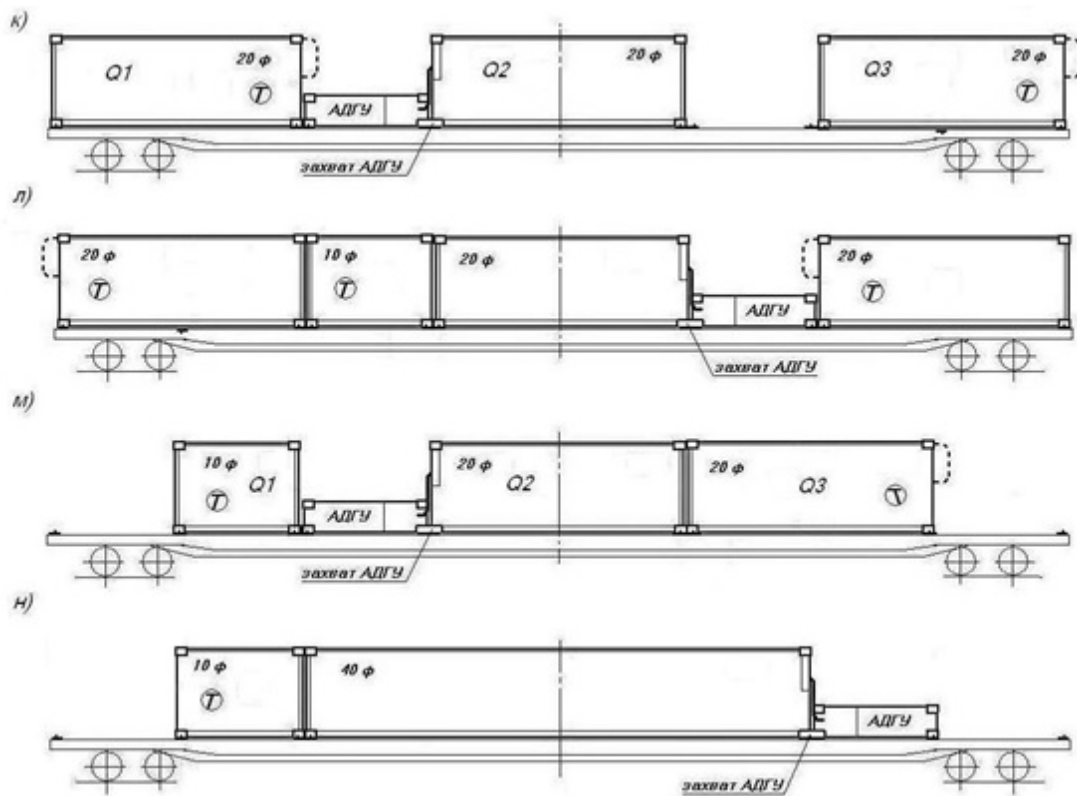 к)
Q1 20 ф Q2 20 ф Q3 20 ф
T АДГУ T
захват АДГУ
л)
20 ф 10 ф 20 ф 20 ф
T T T
АДГУ
захват АДГУ
м)
10 ф Q1 20 ф Q2 20 ф Q3
T T
АДГУ
захват АДГУ
н)
10 ф 40 ф
T
АДГУ
захват АДГУ